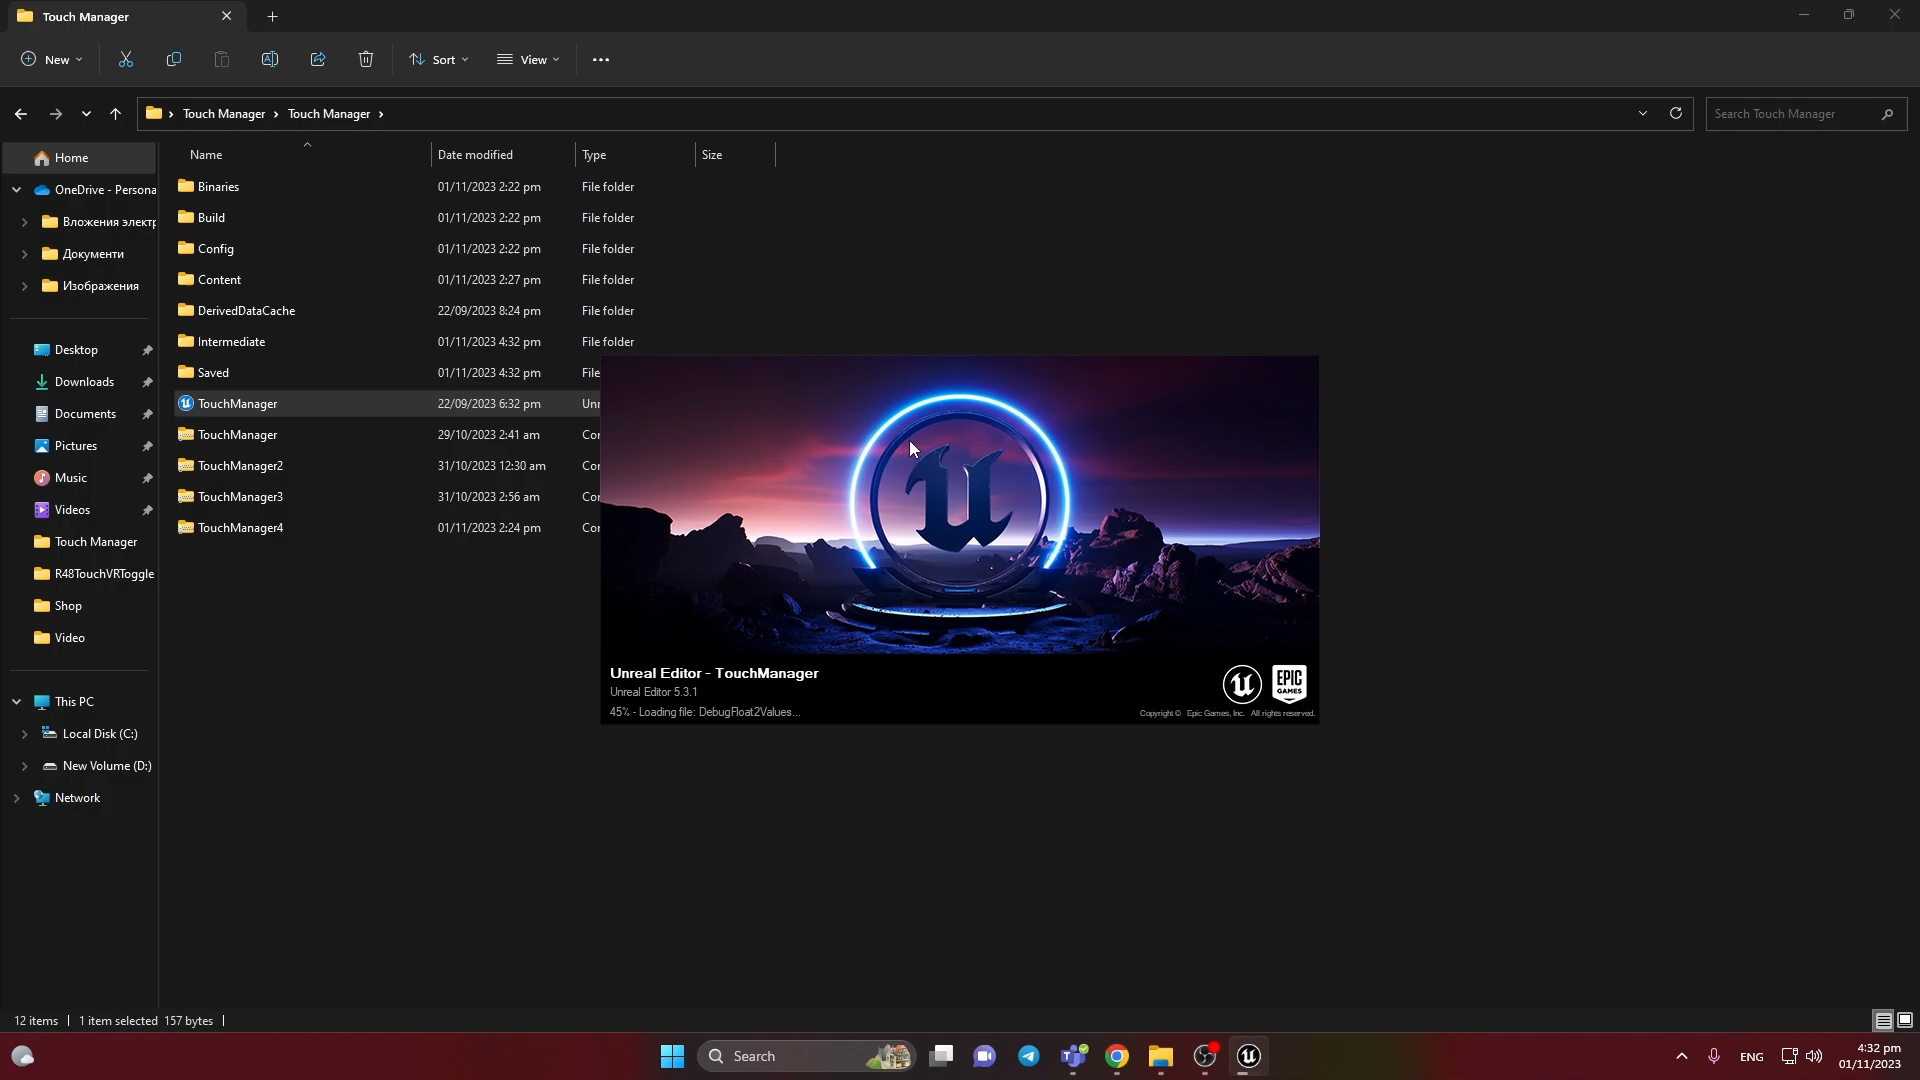 Touch Manager
New
Sort
View
Touch Manager
Touch Manager
Search Touch Manager
Home
OneDrive - Persona
Вложения электр
Документи
Изображения
Desktop
Downloads
Documents
Pictures
Music
Videos
Touch Manager
R48TouchVRToggle
Shop
Video
This PC
Local Disk (C:)
New Volume (D:)
Network
Name Date modified Type Size
Binaries 01/11/2023 2:22 pm File folder
Build 01/11/2023 2:22 pm File folder
Config 01/11/2023 2:22 pm File folder
Content 01/11/2023 2:27 pm File folder
DerivedDataCache 22/09/2023 8:24 pm File folder
Intermediate 01/11/2023 4:32 pm File folder
Saved 01/11/2023 4:32 pm File
TouchManager 22/09/2023 6:32 pm Unr
TouchManager 29/10/2023 2:41 am Cor
TouchManager2 31/10/2023 12:30 am Cor
TouchManager3 31/10/2023 2:56 am Cor
TouchManager4 01/11/2023 2:24 pm Cor
Unreal Editor - TouchManager
Unreal Editor 5.3.1
45% - Loading file: DebugFloat2Values...
EPIC
GAMES
Copyright © Epic Games, Inc. All rights reserved.
12 items 1 item selected 157 bytes
Search
ENG
4:32 pm
01/11/2023